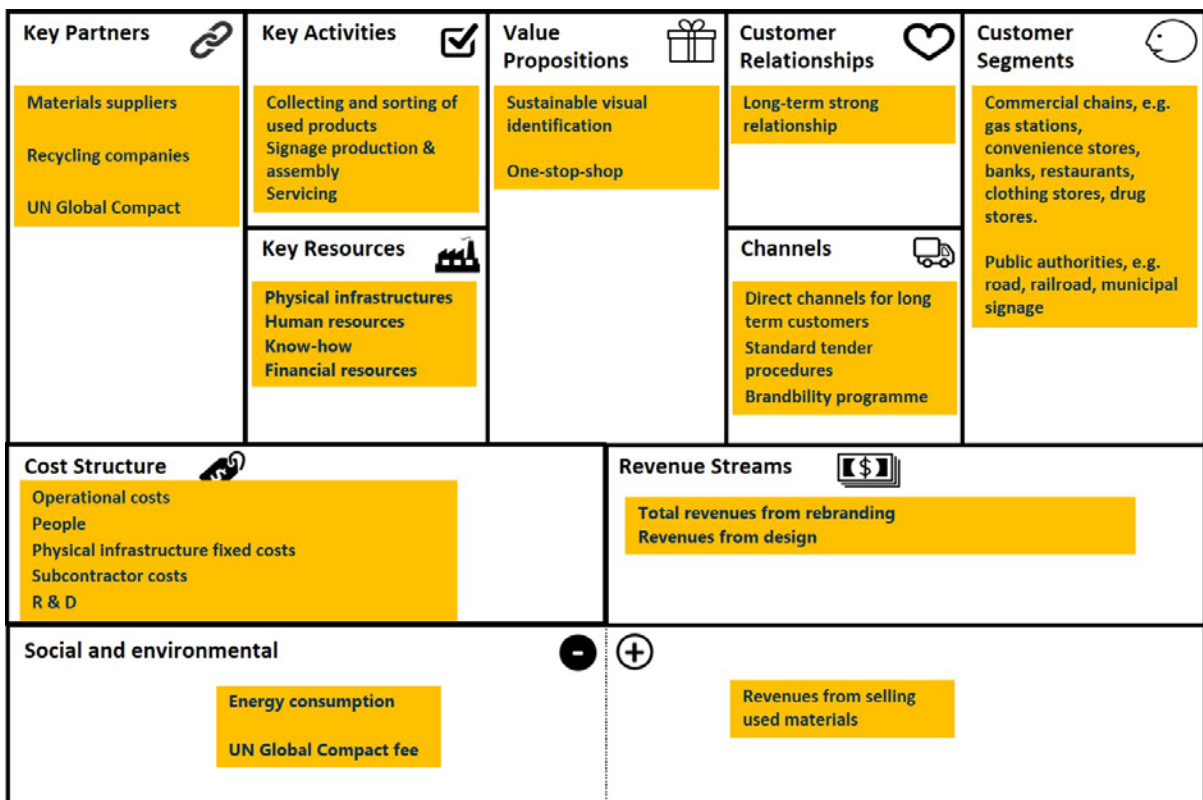 Key Partners
Materials suppliers
Recycling companies
UN Global Compact
Key Activities
Collecting and sorting of
used products
Signage production &
assembly
Servicing
Key Resources
Physical infrastructures
Human resources
Know-how
Financial resources
Value
Propositions
Sustainable visual
identification
One-stop-shop
Customer
Relationships
Long-term strong
relationship
Channels
Direct channels for long
term customers
Standard tender
procedures
Brandbility programme
Customer
Segments
Commercial chains, e.g.
gas stations,
convenience stores,
banks, restaurants,
clothing stores, drug
stores.
Public authorities, e.g.
road, railroad, municipal
signage
Cost Structure
Operational costs
People
Physical infrastructure fixed costs
Subcontractor costs
R & D
Revenue Streams
Total revenues from rebranding
Revenues from design
Social and environmental
Energy consumption
UN Global Compact fee
Revenues from selling
used materials